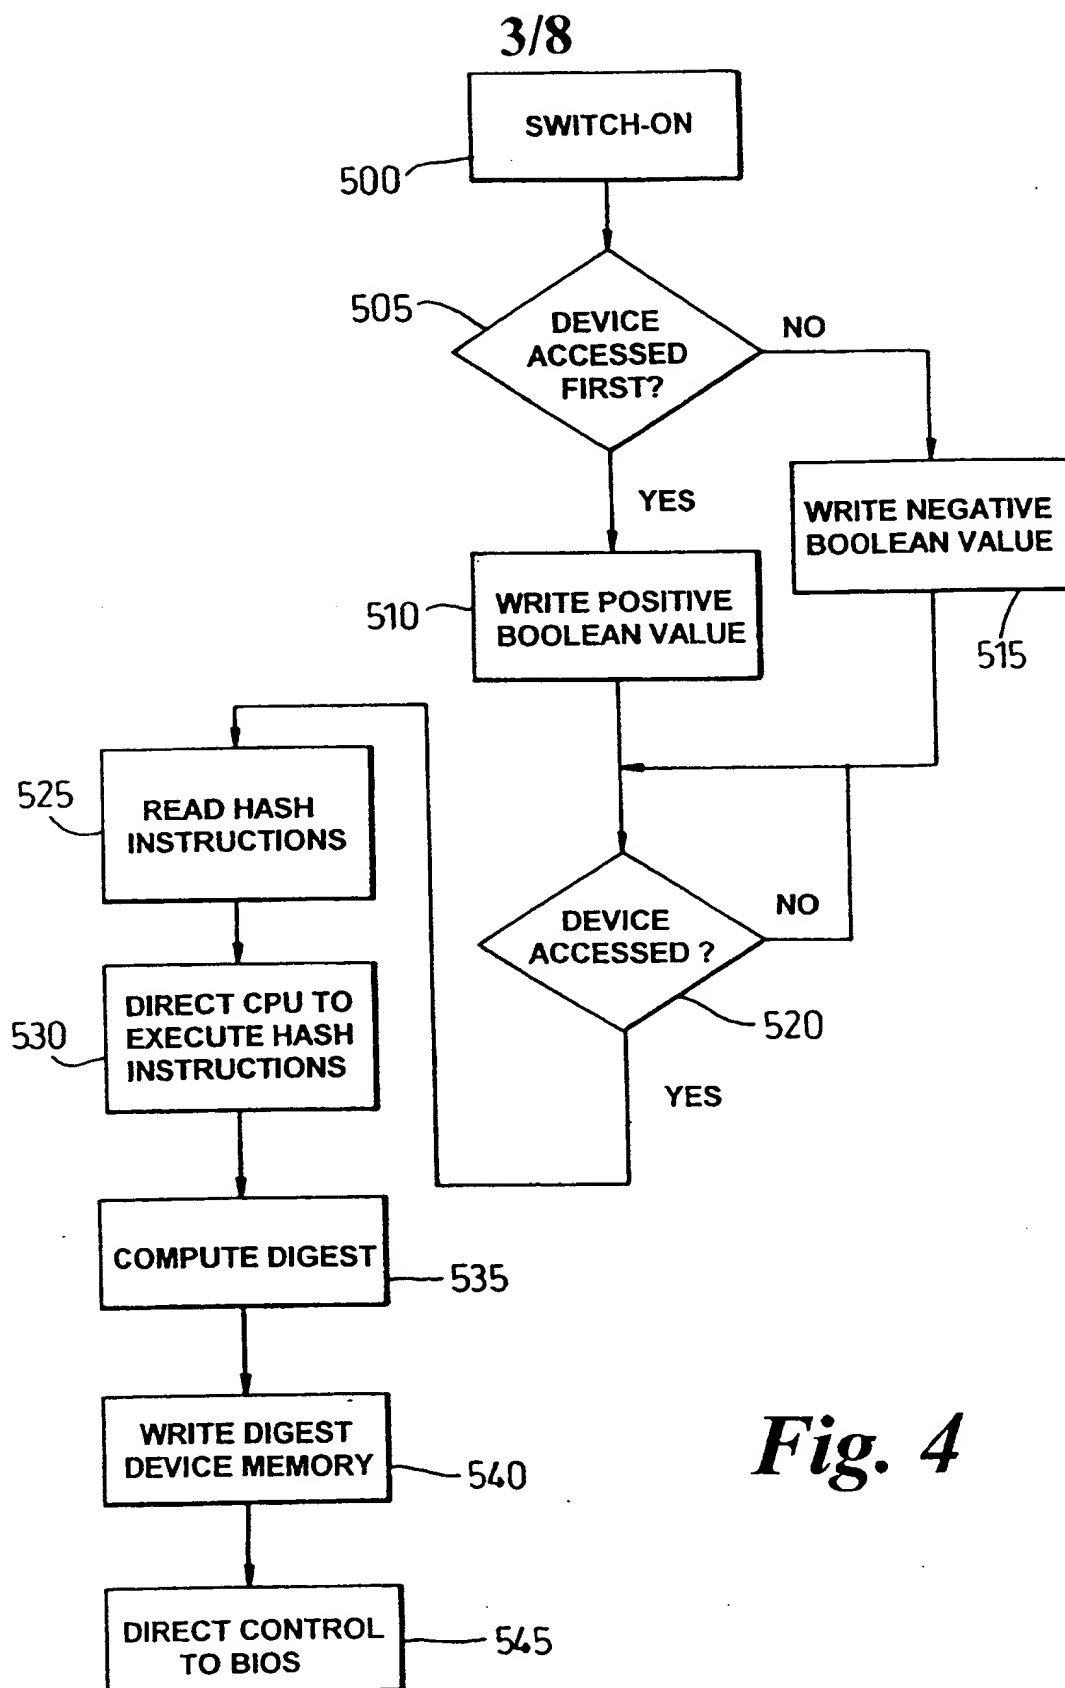 3/8
SWITCH-ON
500
505
DEVICE
ACCESSED
FIRST?
NO
YES
WRITE NEGATIVE
BOOLEAN VALUE
515
510
WRITE POSITIVE
BOOLEAN VALUE
525
READ HASH
INSTRUCTIONS
DEVICE
ACCESSED ?
NO
520
YES
530
DIRECT CPU TO
EXECUTE HASH
INSTRUCTIONS
COMPUTE DIGEST
535
WRITE DIGEST
DEVICE MEMORY
540
Fig. 4
DIRECT CONTROL
TO BIOS
545